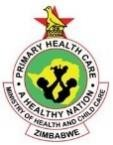 PRIMARY HEALTH CARE
A HEALTHY NATION
MINISTRY OF HEALTH AND CHILD CARE
ZIMBABWE